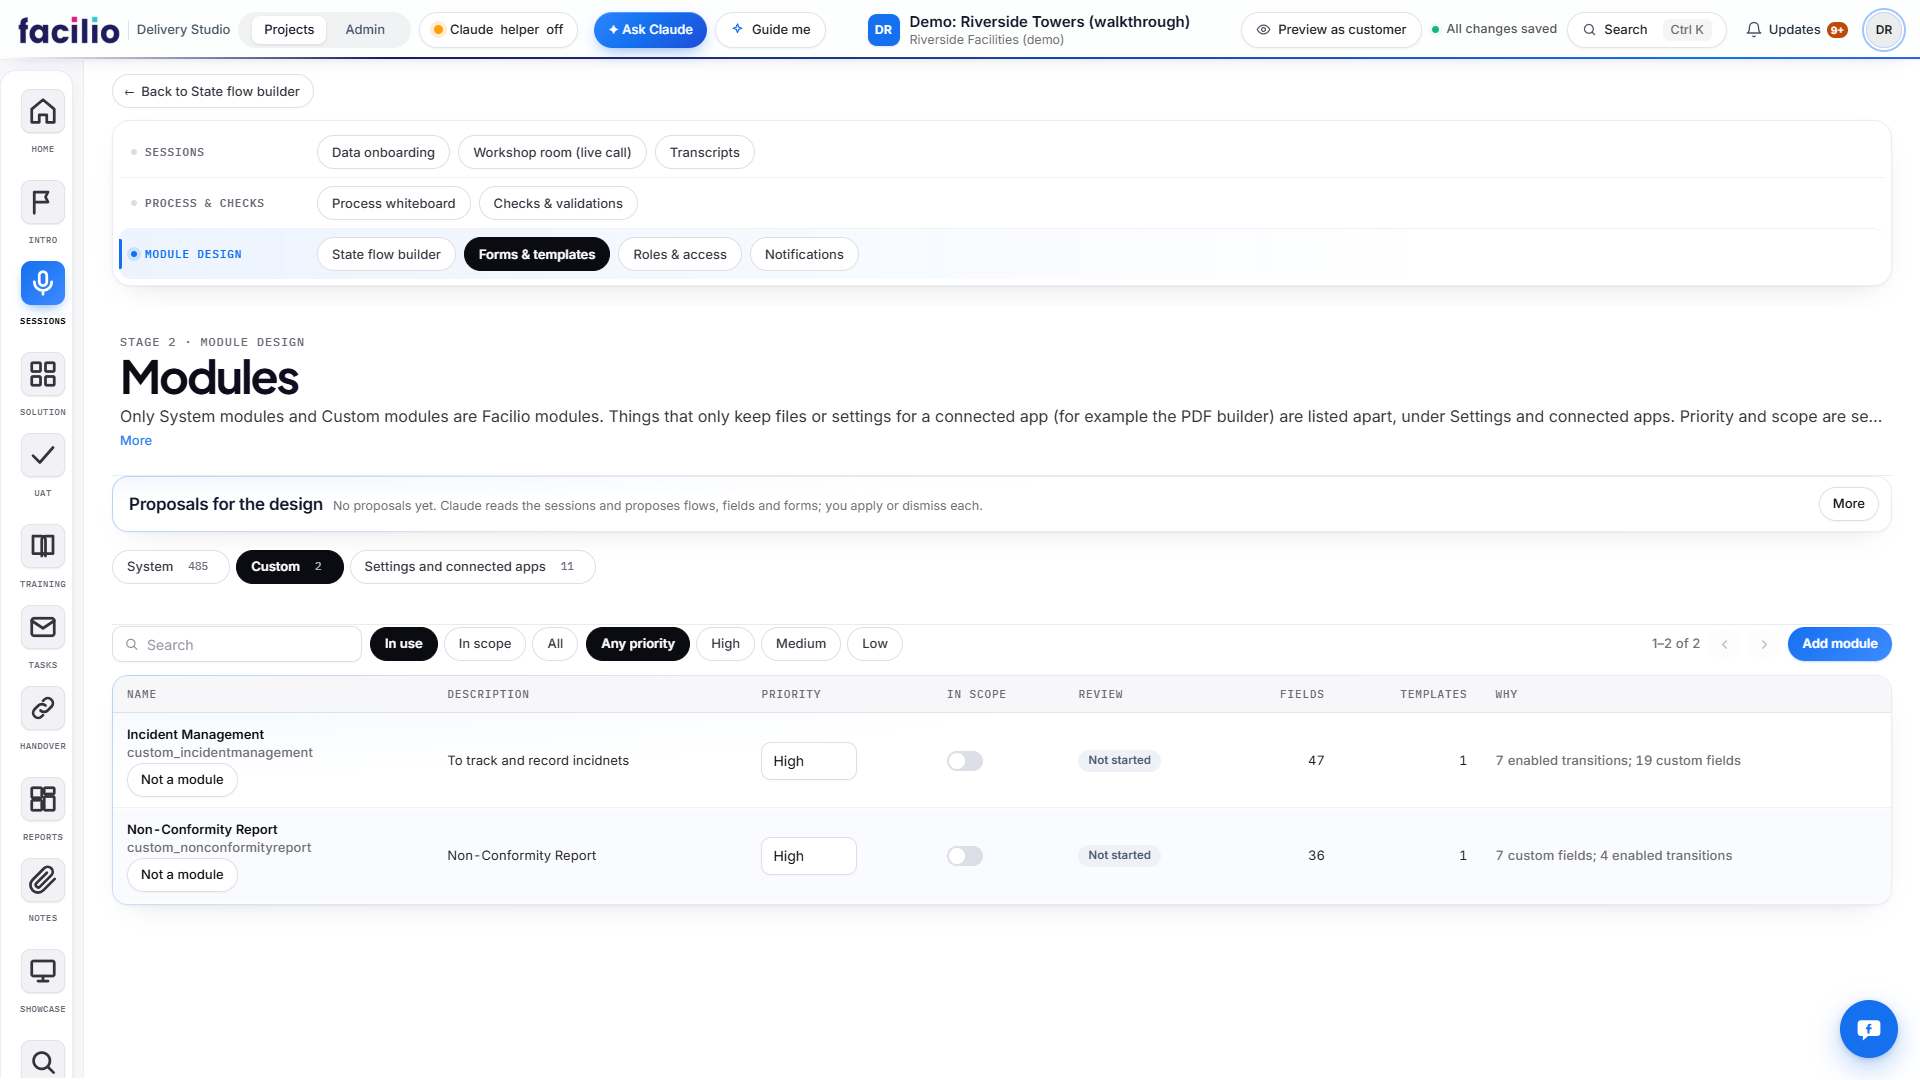 facilio
Delivery Studio
Projects
Admin
Claude helper off
Ask Claude
Guide me
DR
Demo: Riverside Towers (walkthrough)
Riverside Facilities (demo)
Preview as customer
All changes saved
Search
Ctrl K
Updates
9+
DR
← Back to State flow builder
HOME
INTRO
SESSIONS
SOLUTION
UAT
TRAINING
TASKS
HANDOVER
REPORTS
NOTES
SHOWCASE
SESSIONS
Data onboarding
Workshop room (live call)
Transcripts
PROCESS & CHECKS
Process whiteboard
Checks & validations
MODULE DESIGN
State flow builder
Forms & templates
Roles & access
Notifications
STAGE 2 · MODULE DESIGN
Modules
Only System modules and Custom modules are Facilio modules. Things that only keep files or settings for a connected app (for example the PDF builder) are listed apart, under Settings and connected apps. Priority and scope are se...
More
Proposals for the design
No proposals yet. Claude reads the sessions and proposes flows, fields and forms; you apply or dismiss each.
More
System 485
Custom 2
Settings and connected apps 11
Search
In use
In scope
All
Any priority
High
Medium
Low
1–2 of 2
Add module
NAME
DESCRIPTION
PRIORITY
IN SCOPE
REVIEW
FIELDS
TEMPLATES
WHY
Incident Management
custom_incidentmanagement
Not a module
To track and record incidnets
High
Not started
47
1
7 enabled transitions; 19 custom fields
Non-Conformity Report
custom_nonconformityreport
Not a module
Non-Conformity Report
High
Not started
36
1
7 custom fields; 4 enabled transitions